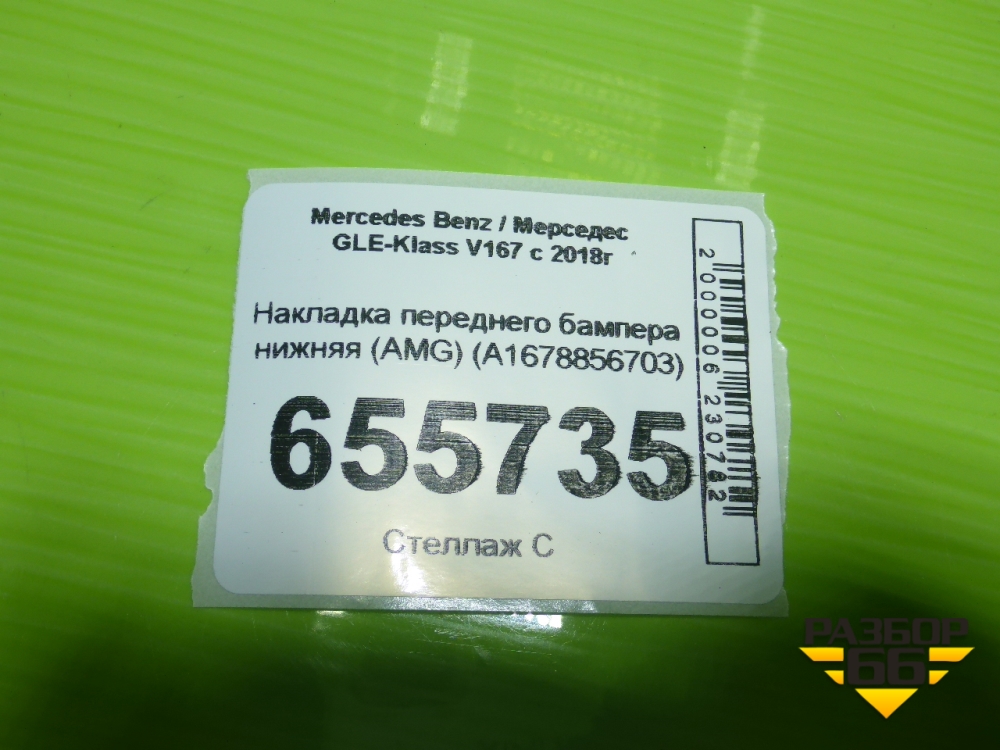 Mercedes Benz / Мерседес
GLE-Klass V167 с 2018г
Накладка переднего бампера
нижняя (AMG) (A1678856703)
655735
Стеллаж С
2000006230782
РАЗБОР
66